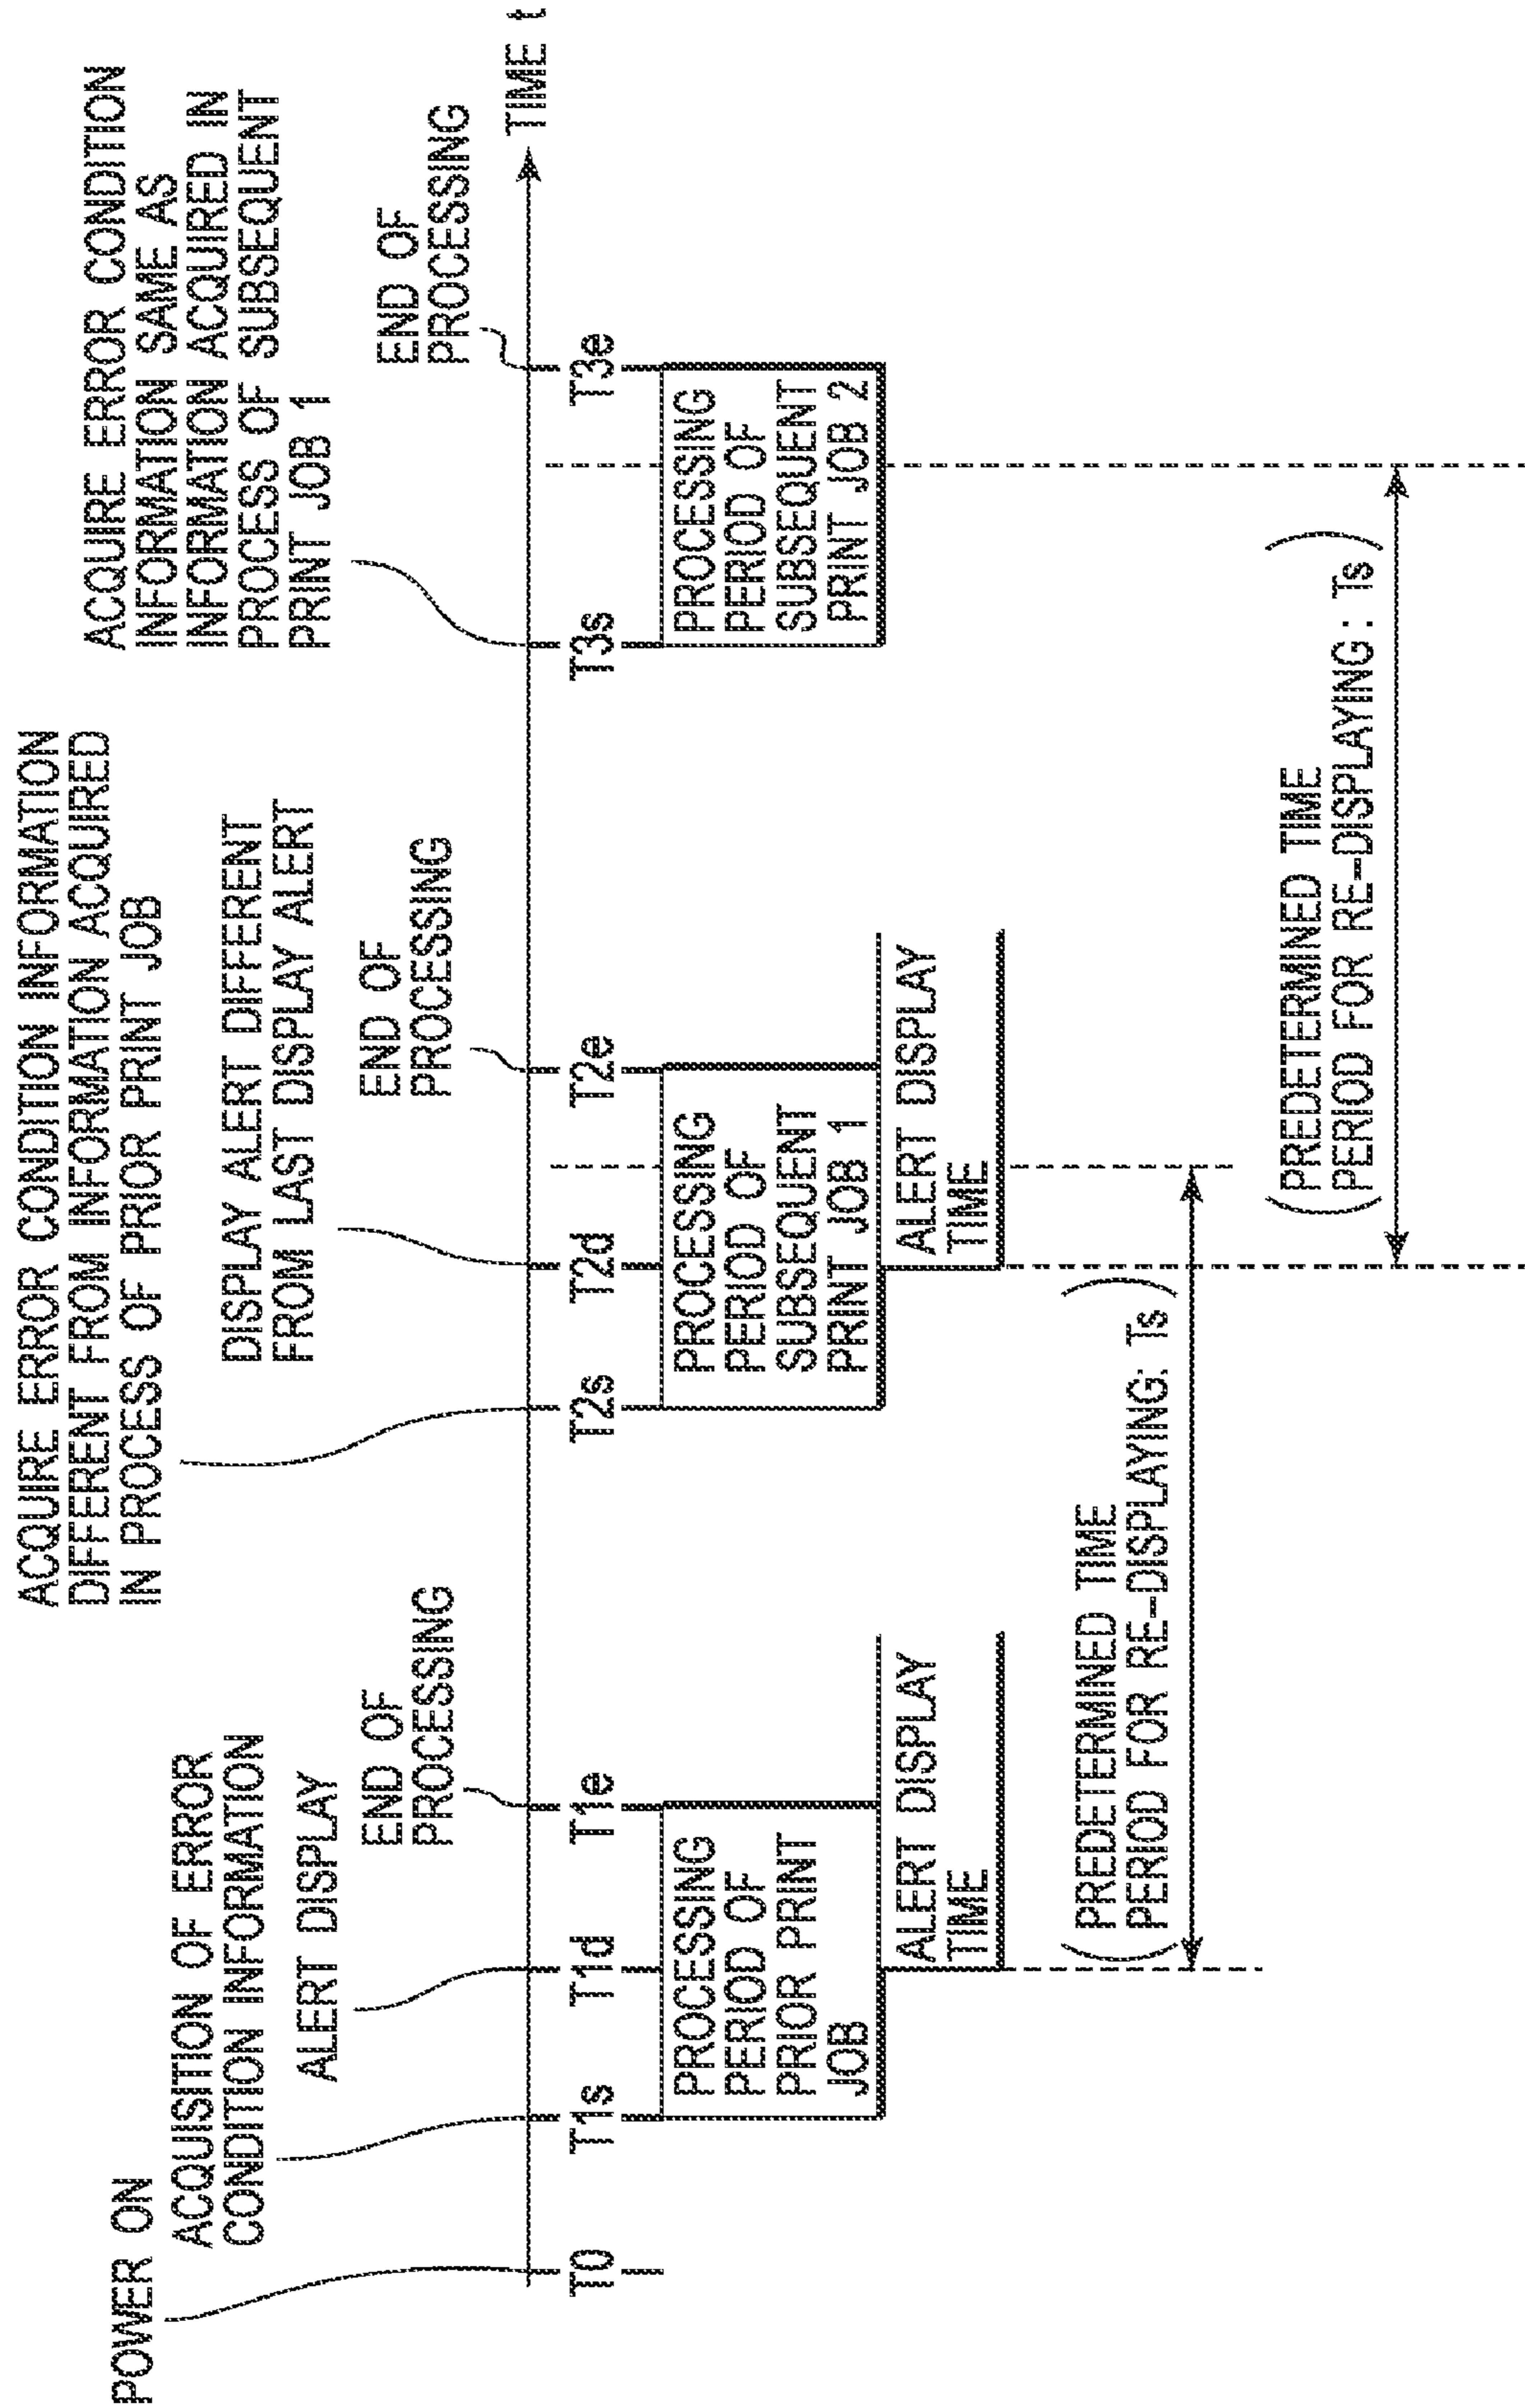 POWER ON
ACQUISITION OF ERROR
CONDITION INFORMATION
ALERT DISPLAY
END OF
PROCESSING
ACQUIRE ERROR CONDITION INFORMATION
DIFFERENT FROM INFORMATION ACQUIRED
IN PROCESS OF PRIOR PRINT JOB
DISPLAY ALERT DIFFERENT
FROM LAST DISPLAY ALERT
END OF
PROCESSING
ACQUIRE ERROR CONDITION
INFORMATION SAME AS
INFORMATION ACQUIRED IN
PROCESS OF SUBSEQUENT
PRINT JOB 1
END OF
PROCESSING
TIME t
T0
T1s
T1d
T1e
T2s
T2d
T2e
T3s
T3e
PROCESSING
PERIOD OF
PRIOR PRINT
JOB
ALERT DISPLAY
TIME
PROCESSING
PERIOD OF
SUBSEQUENT
PRINT JOB 1
ALERT DISPLAY
TIME
PROCESSING
PERIOD OF
SUBSEQUENT
PRINT JOB 2
(PREDETERMINED TIME
PERIOD FOR RE-DISPLAYING: Ts)
(PREDETERMINED TIME
PERIOD FOR RE-DISPLAYING: Ts)